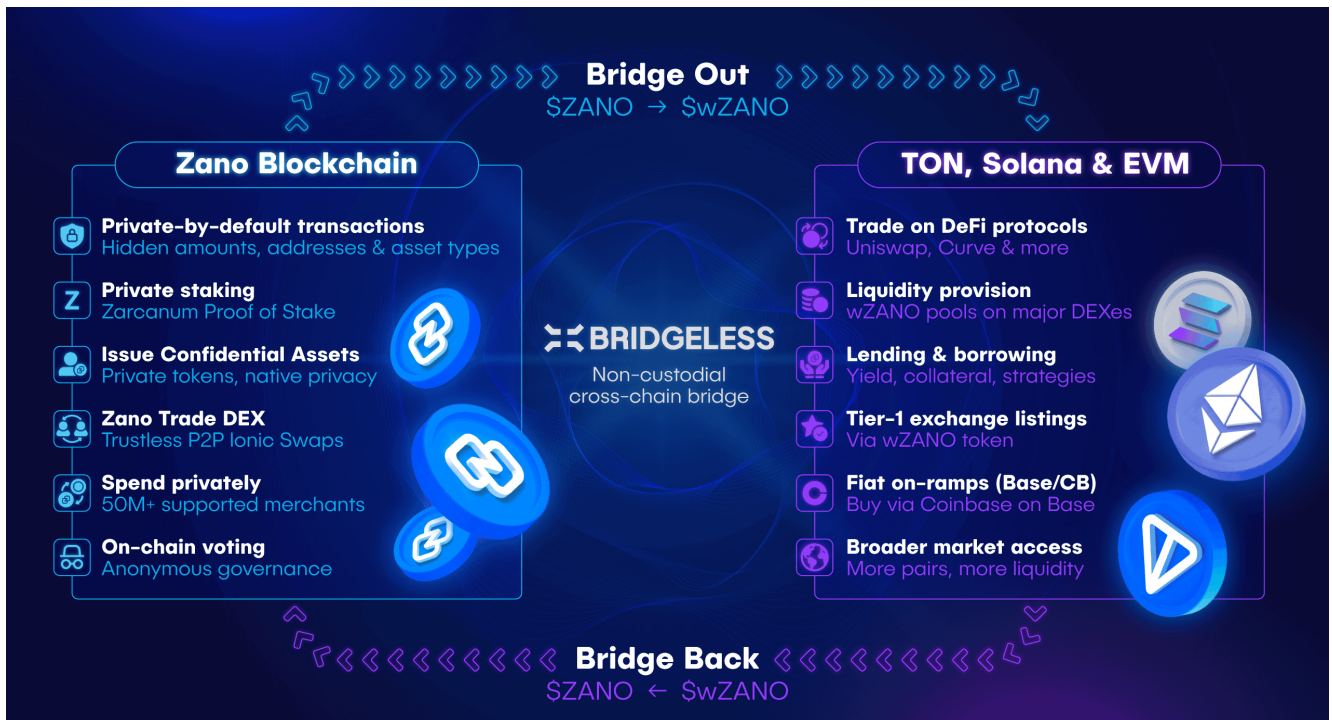 Bridge Out
$ZANO → $wZANO
Zano Blockchain
Private-by-default transactions
Hidden amounts, addresses & asset types
Z
Private staking
Zarcanum Proof of Stake
Issue Confidential Assets
Private tokens, native privacy
Zano Trade DEX
Trustless P2P Ionic Swaps
Spend privately
50M+ supported merchants
On-chain voting
Anonymous governance
BRIDGELESS
Non-custodial
cross-chain bridge
TON, Solana & EVM
Trade on DeFi protocols
Uniswap, Curve & more
Liquidity provision
wZANO pools on major DEXes
Lending & borrowing
Yield, collateral, strategies
Tier-1 exchange listings
Via wZANO token
Fiat on-ramps (Base/CB)
Buy via Coinbase on Base
Broader market access
More pairs, more liquidity
Bridge Back
$ZANO ← $wZANO